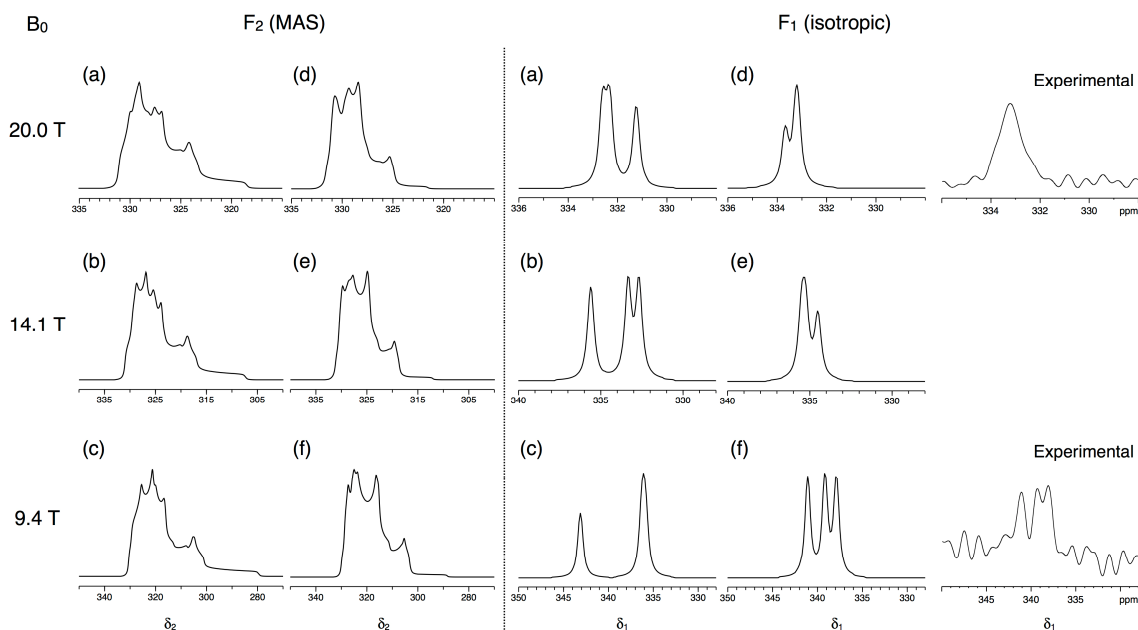 B0 F2 (MAS) F1 (isotropic)
(a) (d) (a) (d) Experimental
20.0 T
335 330 325 320 335 330 325 320 336 334 332 330 336 334 332 330 334 332 330 ppm
(b) (e) (b) (e)
14.1 T
335 325 315 305 335 325 315 305 340 335 330 340 335 330
(c) (f) (c) (f) Experimental
9.4 T
340 320 300 280 340 320 300 280 350 345 340 335 330 350 345 340 335 330 345 340 335 ppm
δ2 δ2 δ1 δ1 δ1